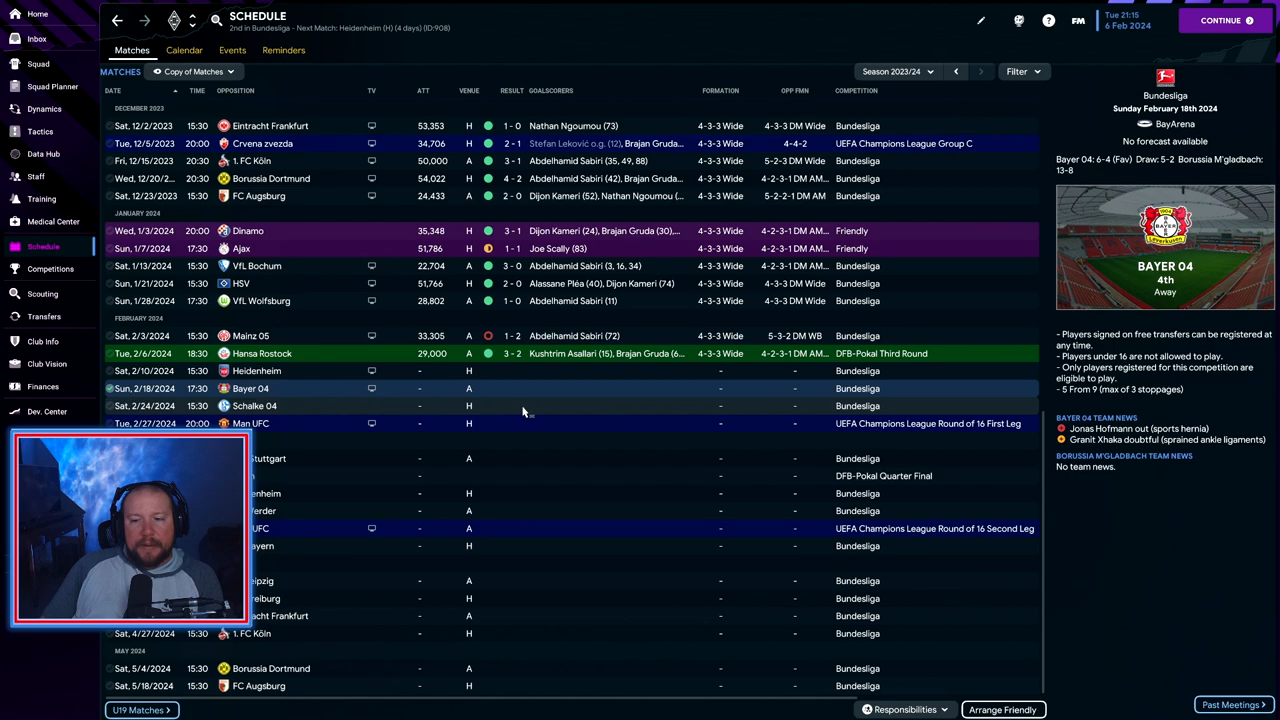 SCHEDULE
2nd in Bundesliga - Next Match: Heidenheim (H) (4 days) (ID:908)
FM
Tue 21:15
6 Feb 2024
CONTINUE
Home
Inbox
Squad
Squad Planner
Dynamics
Tactics
Data Hub
Staff
Training
Medical Center
Schedule
Competitions
Scouting
Transfers
Club Info
Club Vision
Finances
Dev. Center
Matches Calendar Events Reminders
MATCHES Copy of Matches Season 2023/24 Filter
DATE TIME OPPOSITION TV ATT VENUE RESULT GOALSCORERS FORMATION OPP FMN COMPETITION
DECEMBER 2023
Sat, 12/2/2023 15:30 Eintracht Frankfurt 53,353 H 1 - 0 Nathan Ngoumou (73) 4-3-3 Wide 4-3-3 DM Wide Bundesliga
Tue, 12/5/2023 20:00 Crvena zvezda 34,706 H 2 - 1 Stefan Leković o.g. (12), Brajan Gruda... 4-3-3 Wide 4-4-2 UEFA Champions League Group C
Fri, 12/15/2023 20:30 1. FC Köln 50,000 A 3 - 1 Abdelhamid Sabiri (35, 49, 88) 4-3-3 Wide 5-2-3 DM Wide Bundesliga
Wed, 12/20/2... 20:30 Borussia Dortmund 54,022 H 4 - 2 Abdelhamid Sabiri (42), Brajan Gruda... 4-3-3 Wide 4-2-3-1 DM AM... Bundesliga
Sat, 12/23/2023 15:30 FC Augsburg 24,433 A 2 - 0 Dijon Kameri (52), Nathan Ngoumou (... 4-3-3 Wide 5-2-2-1 DM AM Bundesliga
JANUARY 2024
Wed, 1/3/2024 20:00 Dinamo 35,348 H 3 - 1 Dijon Kameri (24), Brajan Gruda (30),... 4-3-3 Wide 4-2-2-2 DM AM... Friendly
Sun, 1/7/2024 17:30 Ajax 51,786 H 1 - 1 Joe Scally (83) 4-3-3 Wide 4-2-3-1 DM AM... Friendly
Sat, 1/13/2024 15:30 VfL Bochum 22,704 A 3 - 0 Abdelhamid Sabiri (3, 16, 34) 4-3-3 Wide 4-2-3-1 DM AM... Bundesliga
Sun, 1/21/2024 17:30 HSV 51,766 H 2 - 0 Alassane Pléa (40), Dijon Kameri (74) 4-3-3 Wide 4-3-3 DM Wide Bundesliga
Sun, 1/28/2024 17:30 VfL Wolfsburg 28,802 A 1 - 0 Abdelhamid Sabiri (11) 4-3-3 Wide 4-3-3 DM Wide Bundesliga
FEBRUARY 2024
Sat, 2/3/2024 15:30 Mainz 05 33,305 A 1 - 2 Abdelhamid Sabiri (72) 4-3-3 Wide 5-3-2 DM WB Bundesliga
Tue, 2/6/2024 18:30 Hansa Rostock 29,000 A 3 - 2 Kushtrim Asallari (15), Brajan Gruda (6... 4-3-3 Wide 4-2-3-1 DM AM... DFB-Pokal Third Round
Sat, 2/10/2024 15:30 Heidenheim - H - - Bundesliga
Sun, 2/18/2024 17:30 Bayer 04 - A - - Bundesliga
Sat, 2/24/2024 15:30 Schalke 04 - H - - Bundesliga
Tue, 2/27/2024 20:00 Man UFC - H - - UEFA Champions League Round of 16 First Leg
tuttgart - A - - Bundesliga
- - - DFB-Pokal Quarter Final
enheim - H - - Bundesliga
erder - A - - Bundesliga
UFC - A - - UEFA Champions League Round of 16 Second Leg
ayern - H - - Bundesliga
eipzig - A - - Bundesliga
eiburg - H - - Bundesliga
acht Frankfurt - A - - Bundesliga
Sat, 4/27/2024 15:30 1. FC Köln - H - - Bundesliga
MAY 2024
Sat, 5/4/2024 15:30 Borussia Dortmund - A - - Bundesliga
Sat, 5/18/2024 15:30 FC Augsburg - H - - Bundesliga
U19 Matches > Responsibilities Arrange Friendly
Bundesliga
Sunday February 18th 2024
BayArena
No forecast available
Bayer 04: 6-4 (Fav) Draw: 5-2 Borussia M'gladbach:
13-8
BAYER 04
4th
Away
- Players signed on free transfers can be registered at
any time.
- Players under 16 are not allowed to play.
- Only players registered for this competition are
eligible to play.
- 5 From 9 (max of 3 stoppages)
BAYER 04 TEAM NEWS
Jonas Hofmann out (sports hernia)
Granit Xhaka doubtful (sprained ankle ligaments)
BORUSSIA M'GLADBACH TEAM NEWS
No team news.
Past Meetings >